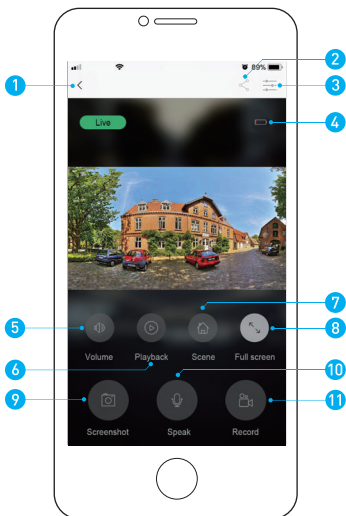 2
89%
1
3
Live
4
7
5
8
Volume
Playback
Scene
Full screen
6
10
9
11
Screenshot
Speak
Record